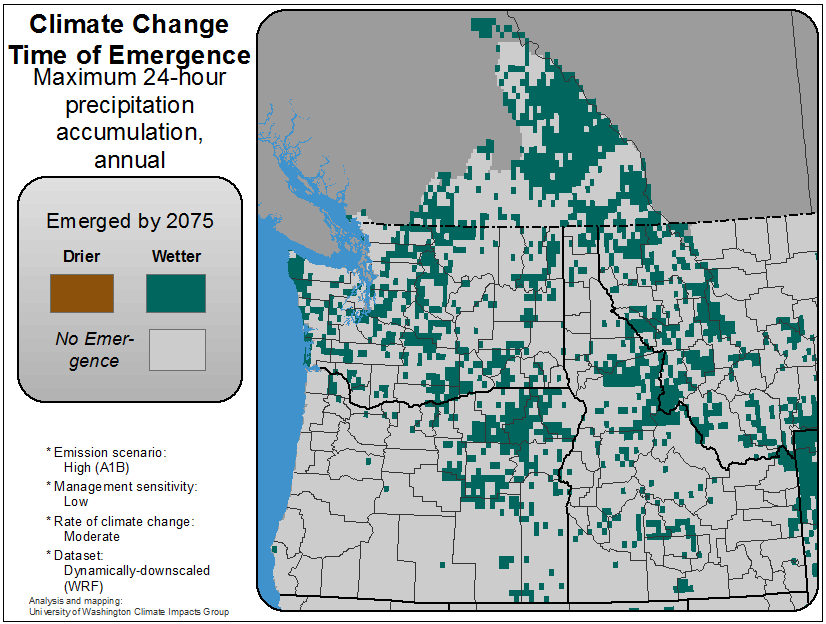 Climate Change
Time of Emergence
Maximum 24-hour
precipitation
accumulation,
annual
Emerged by 2075
Drier Wetter
No Emer-
gence
* Emission scenario:
High (A1B)
* Management sensitivity:
Low
* Rate of climate change:
Moderate
* Dataset:
Dynamically-downscaled
(WRF)
Analysis and mapping:
University of Washington Climate Impacts Group